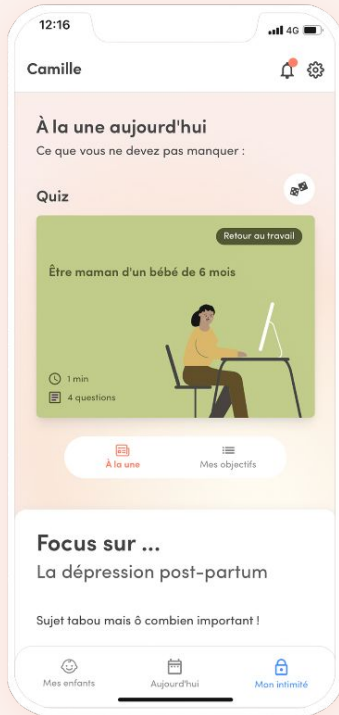 12:16
4G
Camille
À la une aujourd'hui
Ce que vous ne devez pas manquer :
Quiz
Retour au travail
Être maman d'un bébé de 6 mois
1 min
4 questions
À la une
Mes objectifs
Focus sur ...
La dépression post-partum
Sujet tabou mais ô combien important !
Mes enfants
Aujourd'hui
Mon intimité